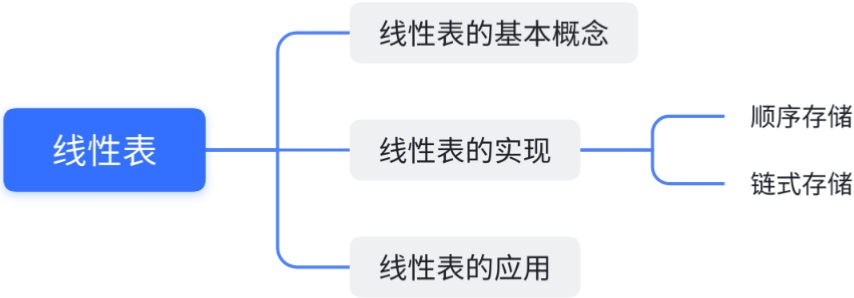 线性表
线性表的基本概念
线性表的实现
顺序存储
链式存储
线性表的应用